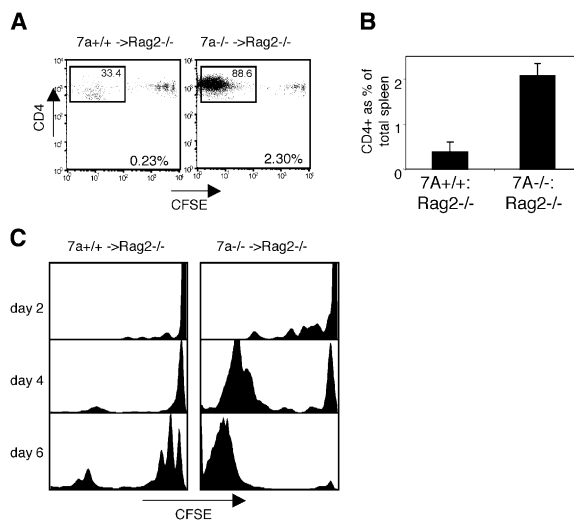 A
7a+/+ ->Rag2-/-
7a-/- ->Rag2-/-
CD4
33.4
0.23%
88.6
2.30%
CFSE
B
CD4+ as % of
total spleen
2
1
0
7A+/+:
Rag2-/-
7A-/-:
Rag2-/-
C
7a+/+ ->Rag2-/-
7a-/- ->Rag2-/-
day 2
day 4
day 6
CFSE